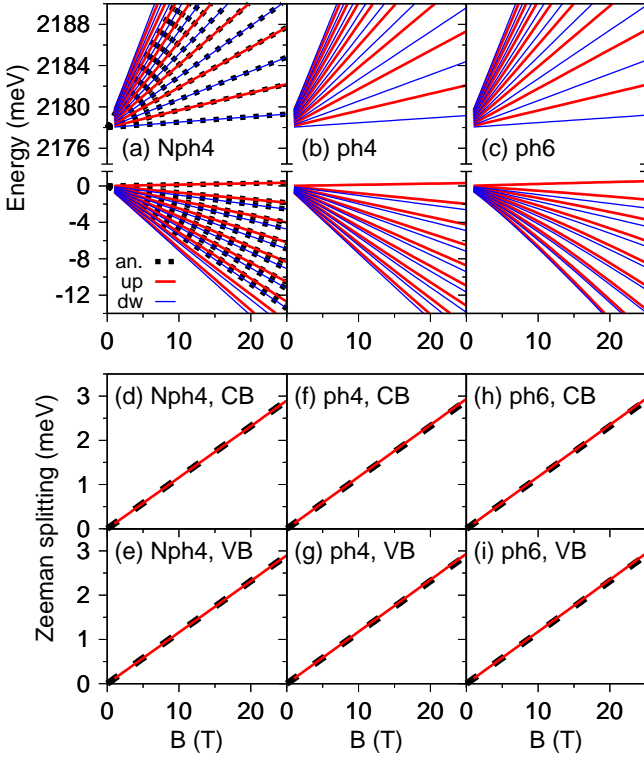 Energy (meV)
2188
2184
2180
2176
(a) Nph4
(b) ph4
(c) ph6
0
-4
-8
-12
an.
up
dw
0 10 20 0 10 20 0 10 20
Zeeman splitting (meV)
3
2
1
0
(d) Nph4, CB
(f) ph4, CB
(h) ph6, CB
3
2
1
0
(e) Nph4, VB
(g) ph4, VB
(i) ph6, VB
0 10 20 0 10 20 0 10 20
B (T) B (T) B (T)